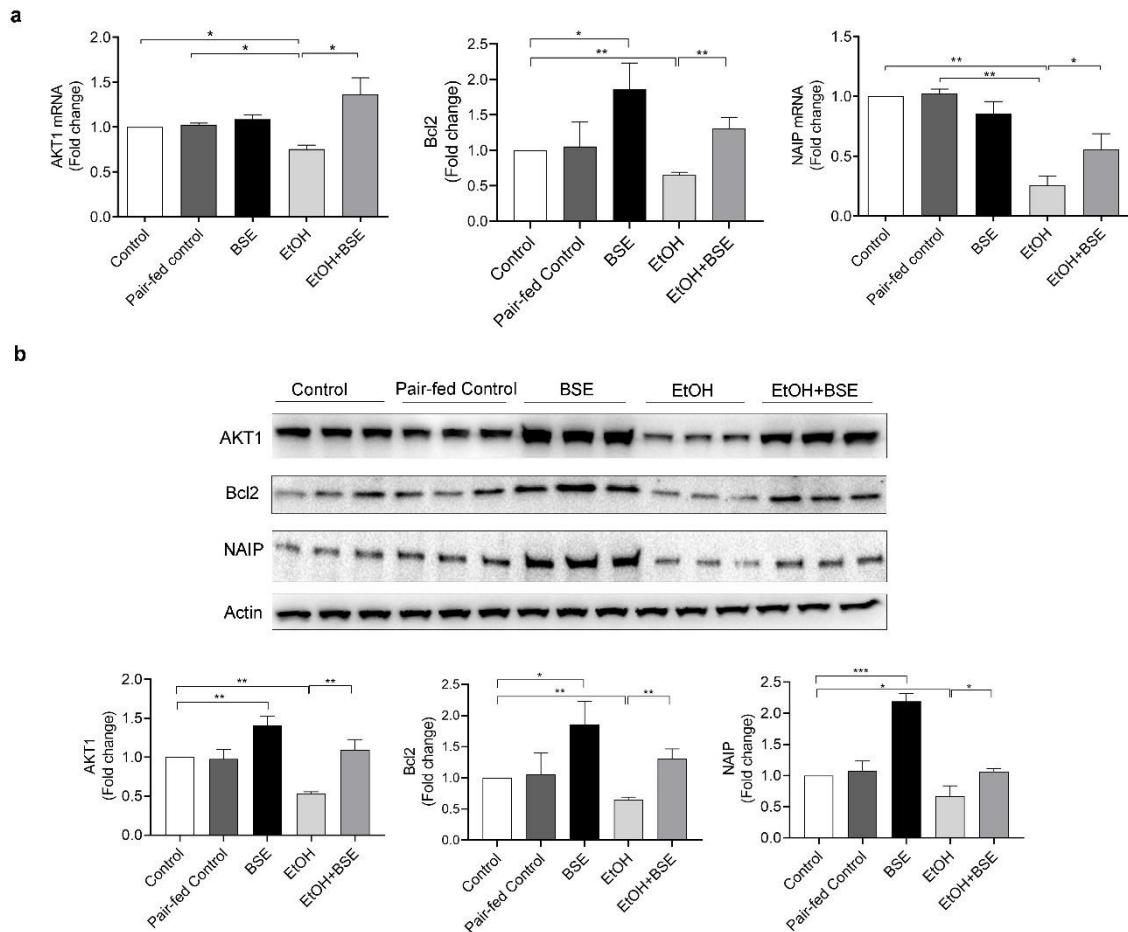 a
* * *
AKT1 mRNA
(Fold change)
2.0
1.5
1.0
0.5
0.0
Control
Pair-fed control
BSE
EtOH
EtOH+BSE
* ** **
Bcl2
(Fold change)
2.5
2.0
1.5
1.0
0.5
0.0
Control
Pair-fed Control
BSE
EtOH
EtOH+BSE
** ** *
NAIP mRNA
(Fold change)
1.5
1.0
0.5
0.0
Control
Pair-fed control
BSE
EtOH
EtOH+BSE
b
Control Pair-fed Control BSE EtOH EtOH+BSE
AKT1
Bcl2
NAIP
Actin
** ** **
AKT1
(Fold change)
2.0
1.5
1.0
0.5
0.0
Control
Pair-fed Control
BSE
EtOH
EtOH+BSE
* ** **
Bcl2
(Fold change)
2.5
2.0
1.5
1.0
0.5
0.0
Control
Pair-fed Control
BSE
EtOH
EtOH+BSE
*** * *
NAIP
(Fold change)
2.5
2.0
1.5
1.0
0.5
0.0
Control
Pair-fed Control
BSE
EtOH
EtOH+BSE